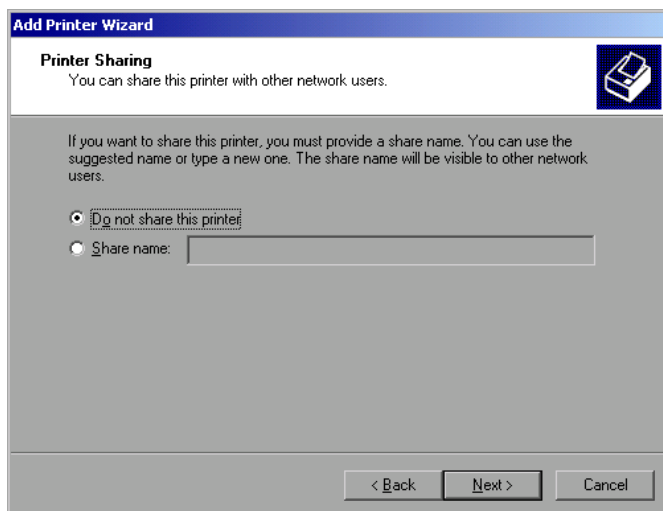 Add Printer Wizard
Printer Sharing
You can share this printer with other network users.
If you want to share this printer, you must provide a share name. You can use the
suggested name or type a new one. The share name will be visible to other network
users.
Do not share this printer
Share name:
< Back
Next >
Cancel